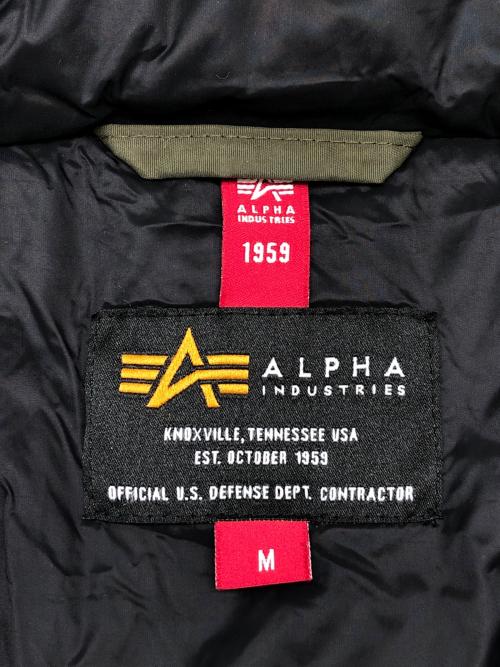 ALPHA
INDUSTRIES
1959
ALPHA
INDUSTRIES
KNOXVILLE, TENNESSEE USA
EST. OCTOBER 1959
OFFICIAL U.S. DEFENSE DEPT. CONTRACTOR
M